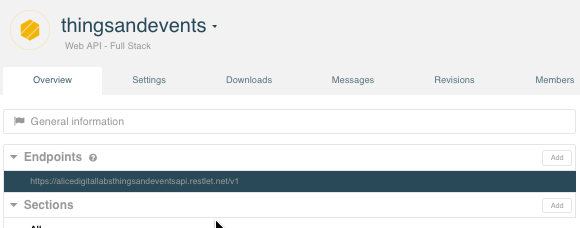 thingsandevents
Web API - Full Stack
Overview Settings Downloads Messages Revisions Members
General information
Endpoints ? Add
https://alicedigitallabsthingsandeventsapi.restlet.net/v1
Sections Add